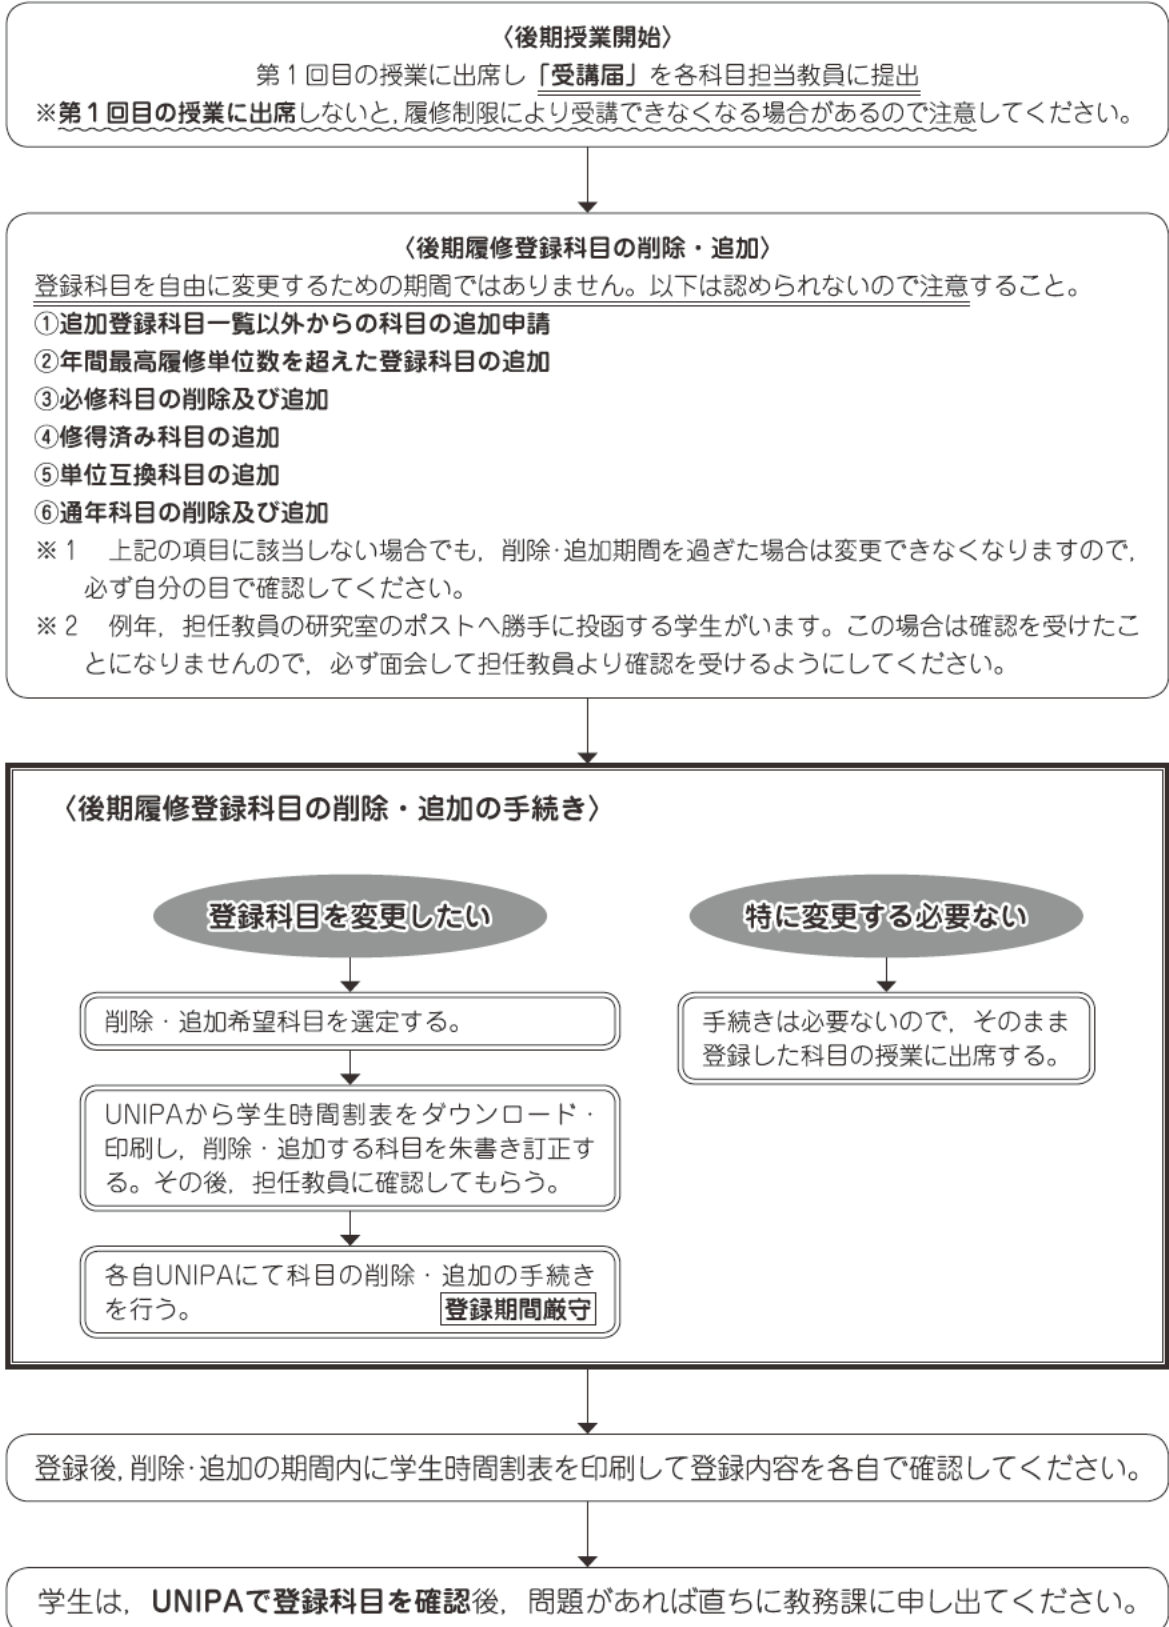 〈後期授業開始〉
第1回目の授業に出席し「受講届」を各科目担当教員に提出
※第1回目の授業に出席しないと,履修制限により受講できなくなる場合があるので注意してください。
〈後期履修登録科目の削除・追加〉
登録科目を自由に変更するための期間ではありません。以下は認められないので注意すること。
①追加登録科目一覧以外からの科目の追加申請
②年間最高履修単位数を超えた登録科目の追加
③必修科目の削除及び追加
④修得済み科目の追加
⑤単位互換科目の追加
⑥通年科目の削除及び追加
※1　上記の項目に該当しない場合でも,削除・追加期間を過ぎた場合は変更できなくなりますので,
必ず自分の目で確認してください。
※2　例年,担任教員の研究室のポストへ勝手に投函する学生がいます。この場合は確認を受けたこ
とになりませんので,必ず面会して担任教員より確認を受けるようにしてください。
〈後期履修登録科目の削除・追加の手続き〉
登録科目を変更したい
削除・追加希望科目を選定する。
UNIPAから学生時間割表をダウンロード・
印刷し,削除・追加する科目を朱書き訂正す
る。その後,担任教員に確認してもらう。
各自UNIPAにて科目の削除・追加の手続き
を行う。　登録期間厳守
特に変更する必要ない
手続きは必要ないので,そのまま
登録した科目の授業に出席する。
登録後,削除・追加の期間内に学生時間割表を印刷して登録内容を各自で確認してください。
学生は,UNIPAで登録科目を確認後,問題があれば直ちに教務課に申し出てください。